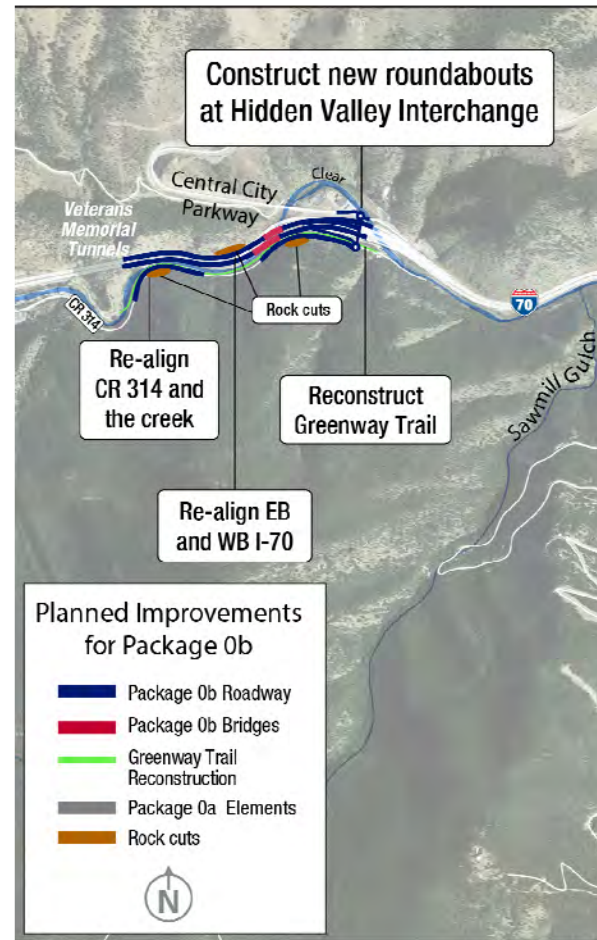 Construct new roundabouts
at Hidden Valley Interchange
Clear
Central City
Parkway
Veterans
Memorial
Tunnels
CR 314
Rock cuts
70
Re-align
CR 314 and
the creek
Reconstruct
Greenway Trail
Sawmill Gulch
Re-align EB
and WB I-70
Planned Improvements
for Package 0b
Package 0b Roadway
Package 0b Bridges
Greenway Trail
Reconstruction
Package 0a Elements
Rock cuts
N